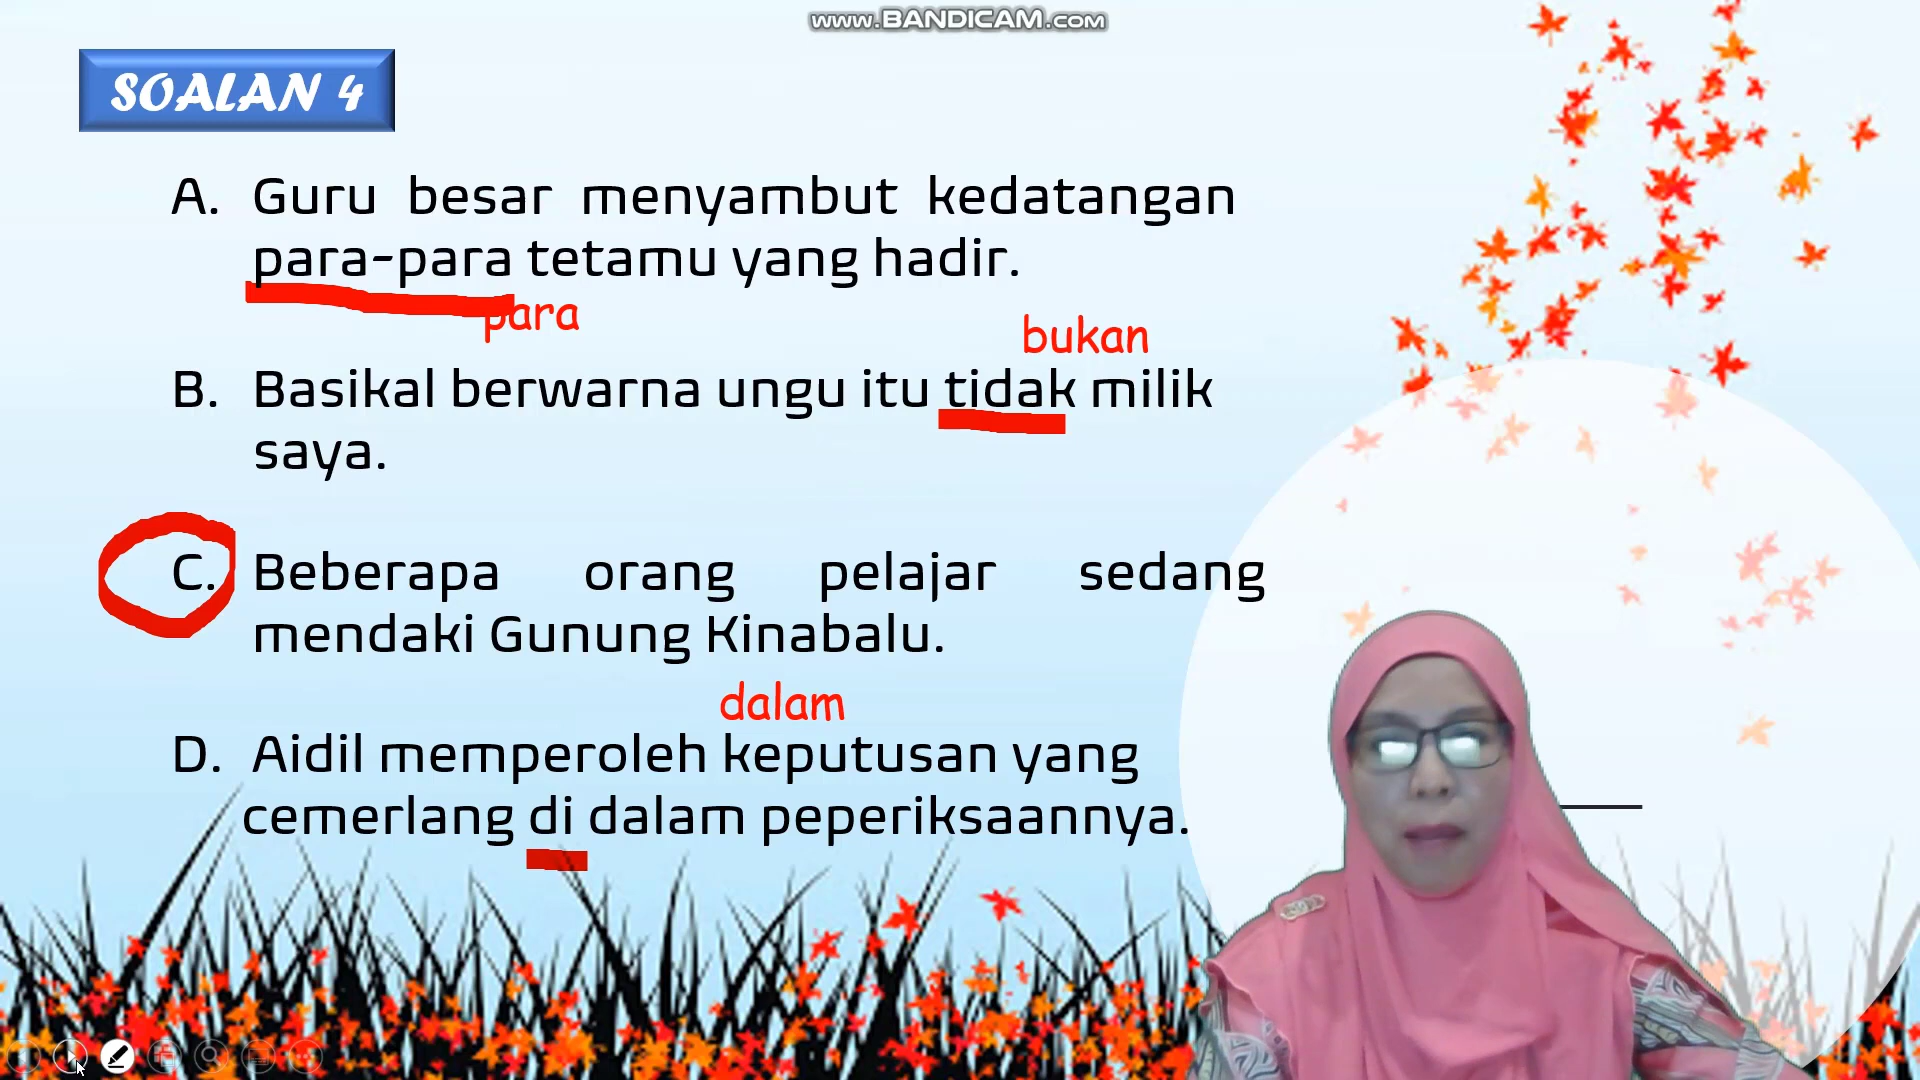 www.BANDICAM.com
SOALAN 4
A. Guru besar menyambut kedatangan
para-para tetamu yang hadir.
para
bukan
B. Basikal berwarna ungu itu tidak milik
saya.
C. Beberapa orang pelajar sedang
mendaki Gunung Kinabalu.
dalam
D. Aidil memperoleh keputusan yang
cemerlang di dalam peperiksaannya.